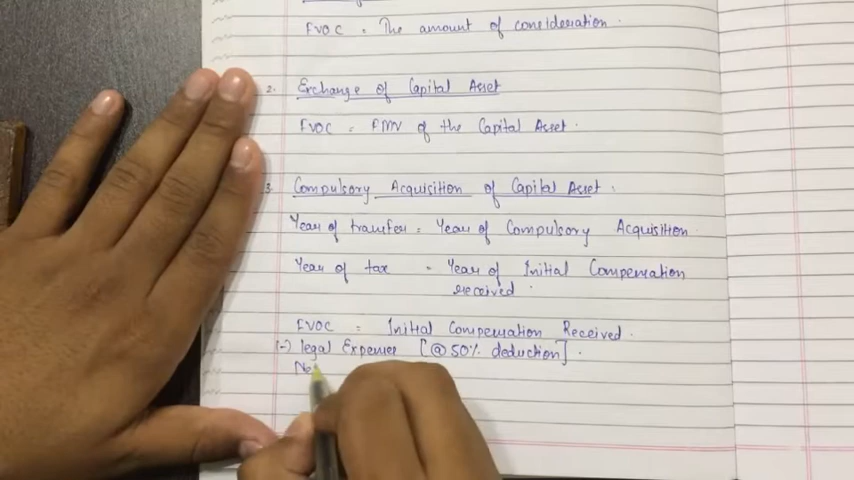 FVOC = The amount of consideration.
2. Exchange of Capital Asset
FVOC = FMV of the Capital Asset.
3. Compulsory Acquisition of Capital Asset.
Year of transfer = Year of Compulsory Acquisition
Year of tax = Year of Initial Compensation
received.
FVOC = Initial Compensation Received.
(-) legal Expenses [@ 50% deduction].